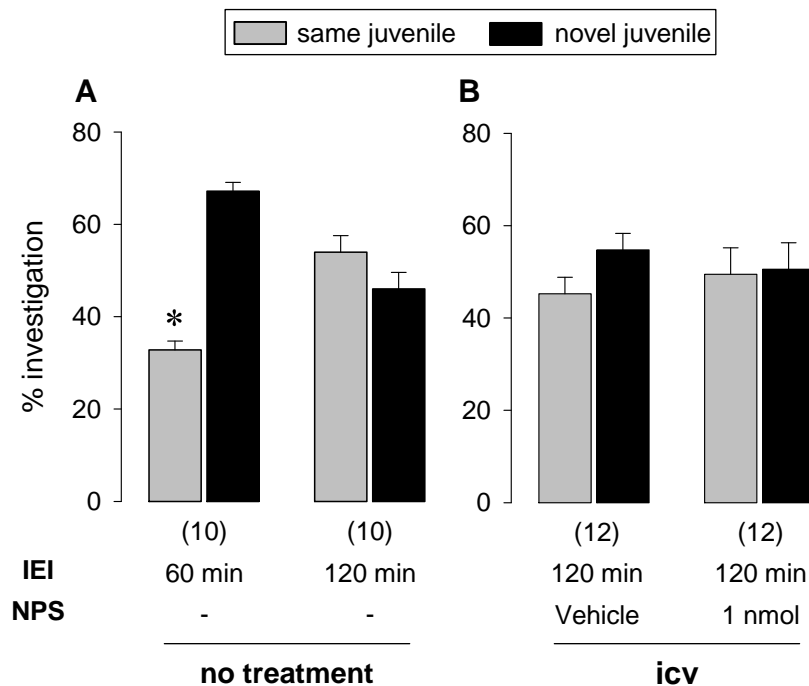 same juvenile novel juvenile
A B
80 80
60 60
40 40
20 20
0 0
% investigation
*
(10) (10) (12) (12)
IEI 60 min 120 min 120 min 120 min
NPS - - Vehicle 1 nmol
no treatment icv